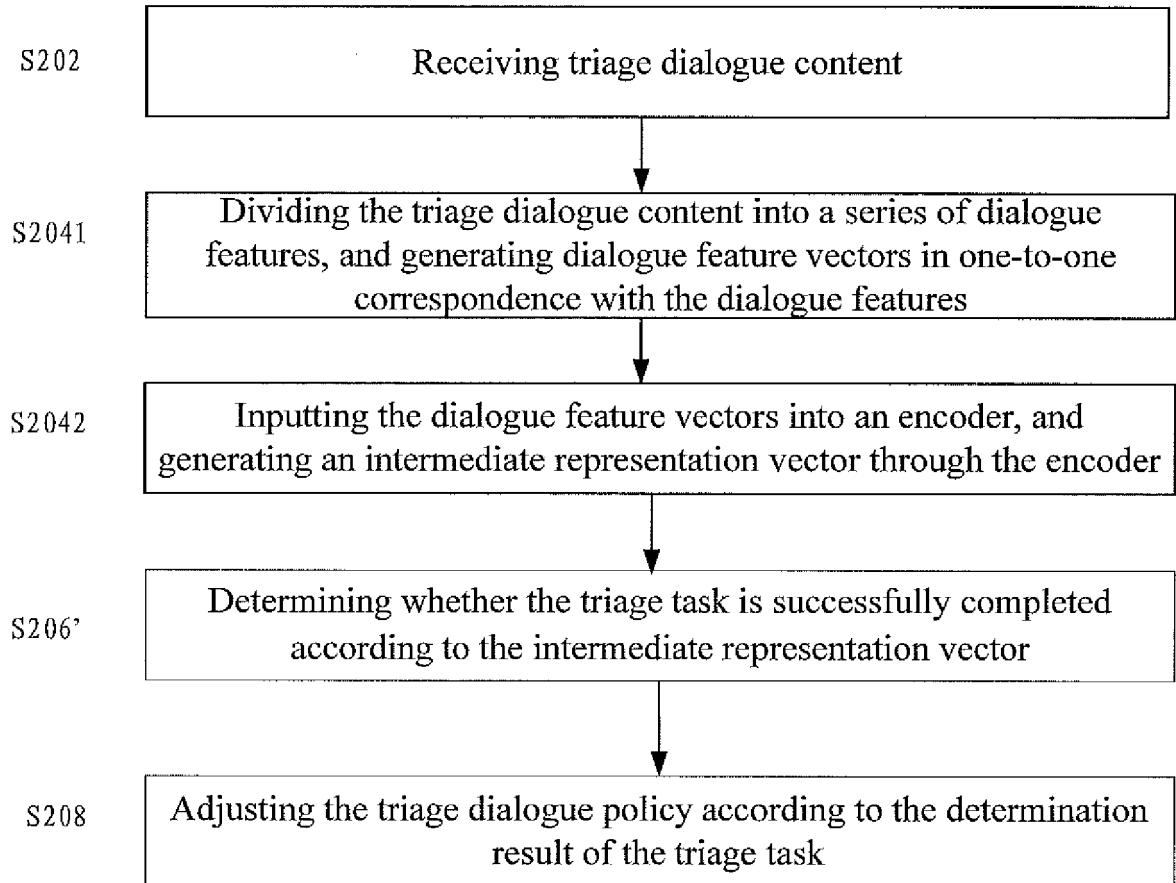 S202
Receiving triage dialogue content
S2041
Dividing the triage dialogue content into a series of dialogue
features, and generating dialogue feature vectors in one-to-one
correspondence with the dialogue features
S2042
Inputting the dialogue feature vectors into an encoder, and
generating an intermediate representation vector through the encoder
S206’
Determining whether the triage task is successfully completed
according to the intermediate representation vector
S208
Adjusting the triage dialogue policy according to the determination
result of the triage task